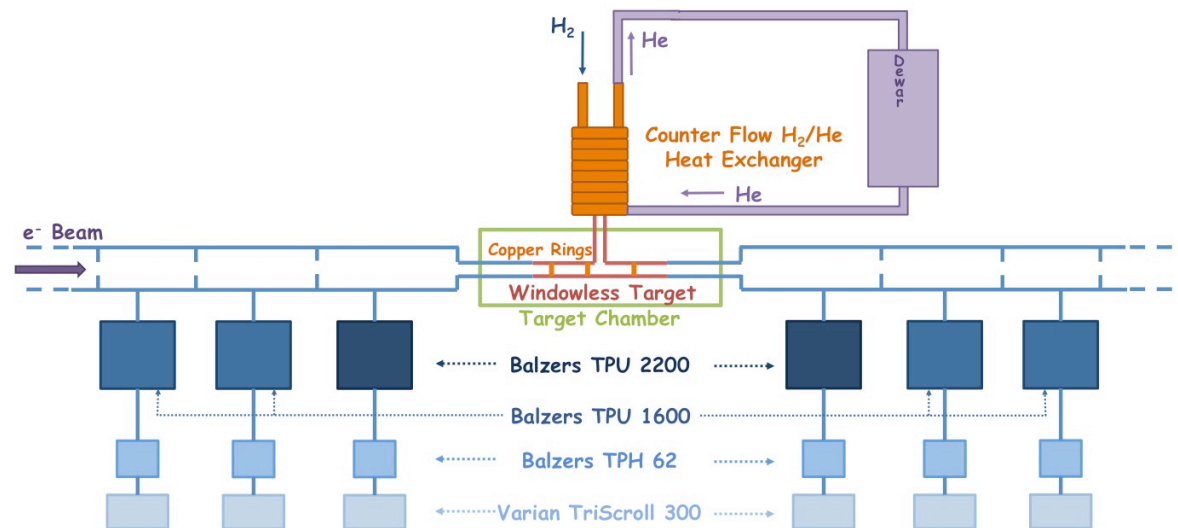 H₂
He
Dewar
Counter Flow H₂/He
Heat Exchanger
He
e⁻ Beam
Copper Rings
Windowless Target
Target Chamber
Balzers TPU 2200
Balzers TPU 1600
Balzers TPH 62
Varian TriScroll 300